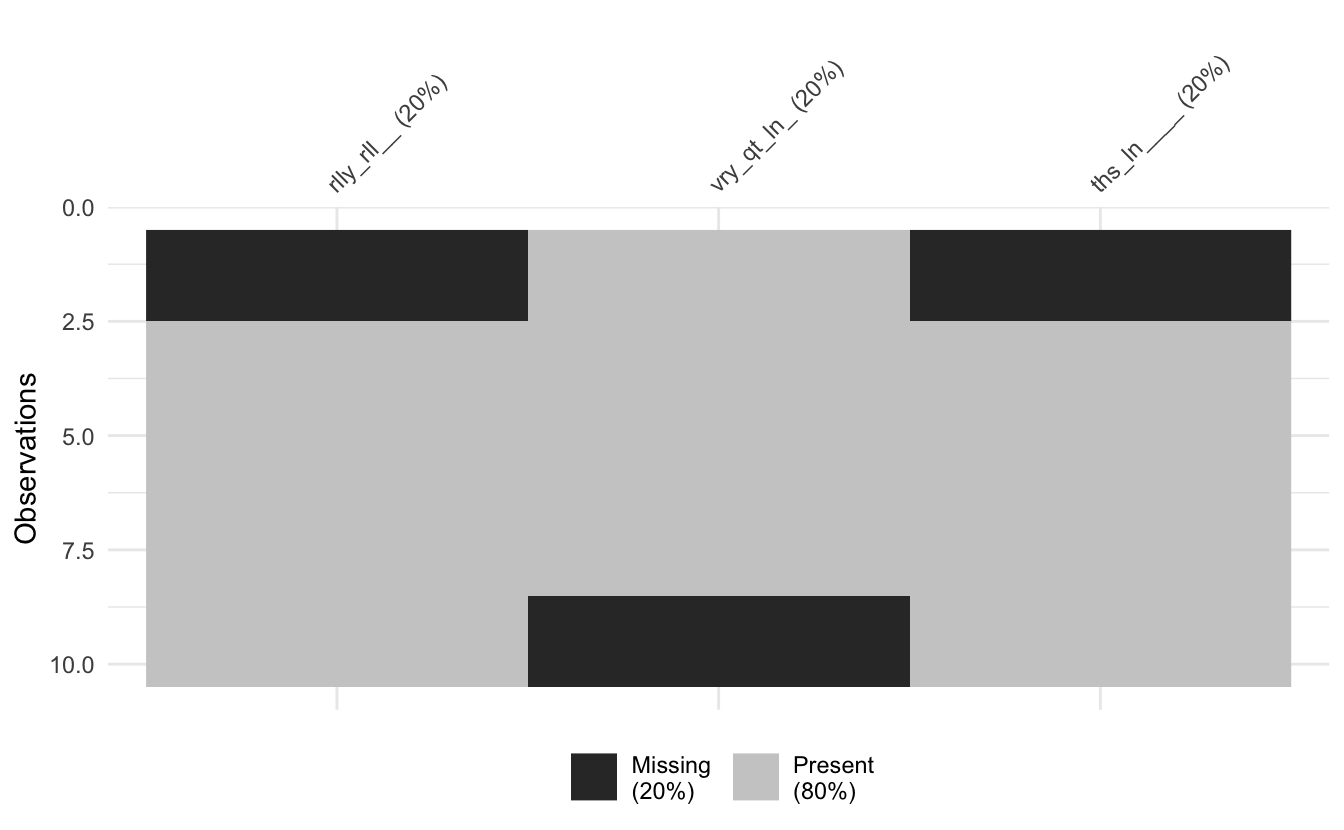 rlly_rll__ (20%)
vry_qt_ln_ (20%)
ths_ln____ (20%)
0.0
2.5
5.0
7.5
10.0
Observations
Missing
(20%)
Present
(80%)